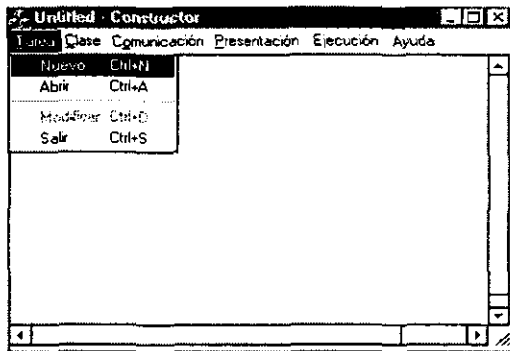 Untitled - Constructor
Tarea Clase Comunicación Presentación Ejecución Ayuda
Nuevo Ctrl+N
Abrir Ctrl+A
Modificar Ctrl+D
Salir Ctrl+S